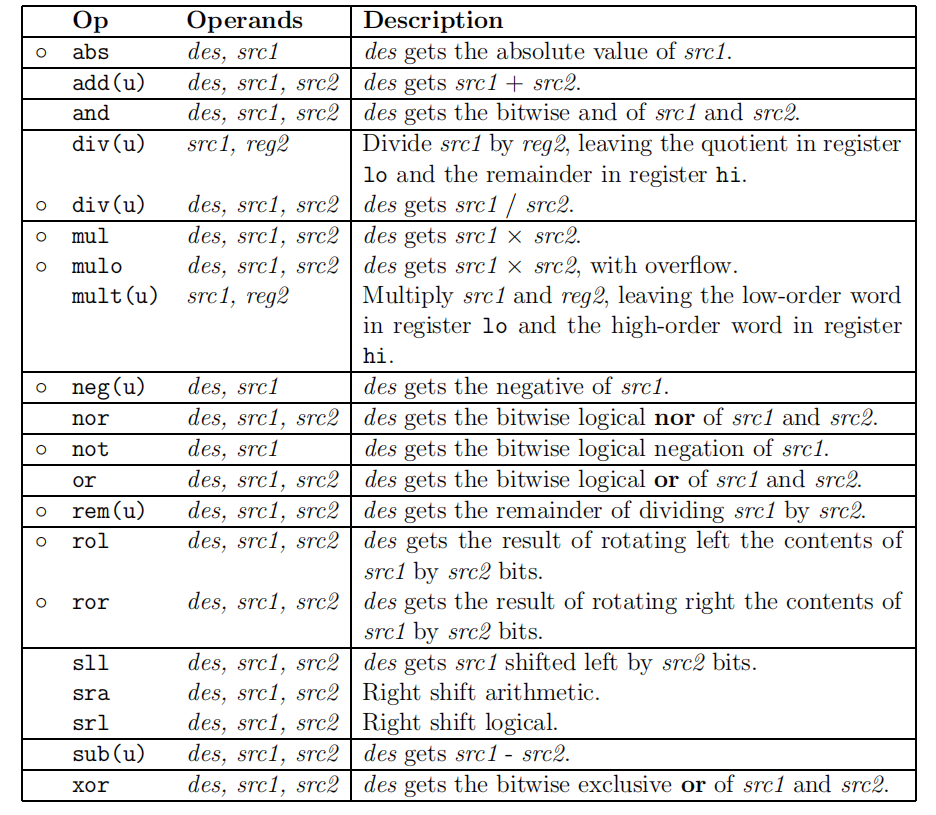 Op Operands Description
○ abs des, src1 des gets the absolute value of src1.
add(u) des, src1, src2 des gets src1 + src2.
and des, src1, src2 des gets the bitwise and of src1 and src2.
div(u) src1, reg2 Divide src1 by reg2, leaving the quotient in register
lo and the remainder in register hi.
○ div(u) des, src1, src2 des gets src1 / src2.
○ mul des, src1, src2 des gets src1 × src2.
○ mulo des, src1, src2 des gets src1 × src2, with overflow.
mult(u) src1, reg2 Multiply src1 and reg2, leaving the low-order word
in register lo and the high-order word in register
hi.
○ neg(u) des, src1 des gets the negative of src1.
nor des, src1, src2 des gets the bitwise logical nor of src1 and src2.
○ not des, src1 des gets the bitwise logical negation of src1.
or des, src1, src2 des gets the bitwise logical or of src1 and src2.
○ rem(u) des, src1, src2 des gets the remainder of dividing src1 by src2.
○ rol des, src1, src2 des gets the result of rotating left the contents of
src1 by src2 bits.
○ ror des, src1, src2 des gets the result of rotating right the contents of
src1 by src2 bits.
sll des, src1, src2 des gets src1 shifted left by src2 bits.
sra des, src1, src2 Right shift arithmetic.
srl des, src1, src2 Right shift logical.
sub(u) des, src1, src2 des gets src1 - src2.
xor des, src1, src2 des gets the bitwise exclusive or of src1 and src2.